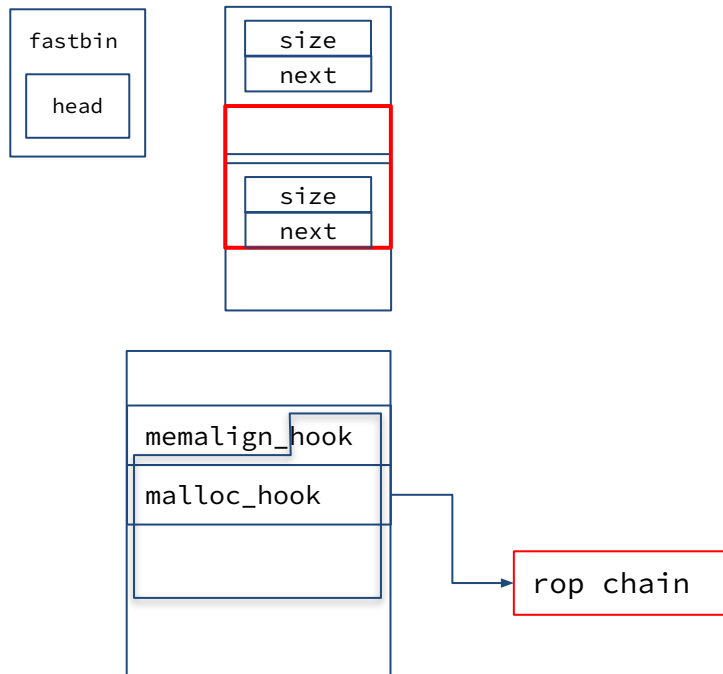 fastbin
head
size
next
size
next
memalign_hook
malloc_hook
rop chain